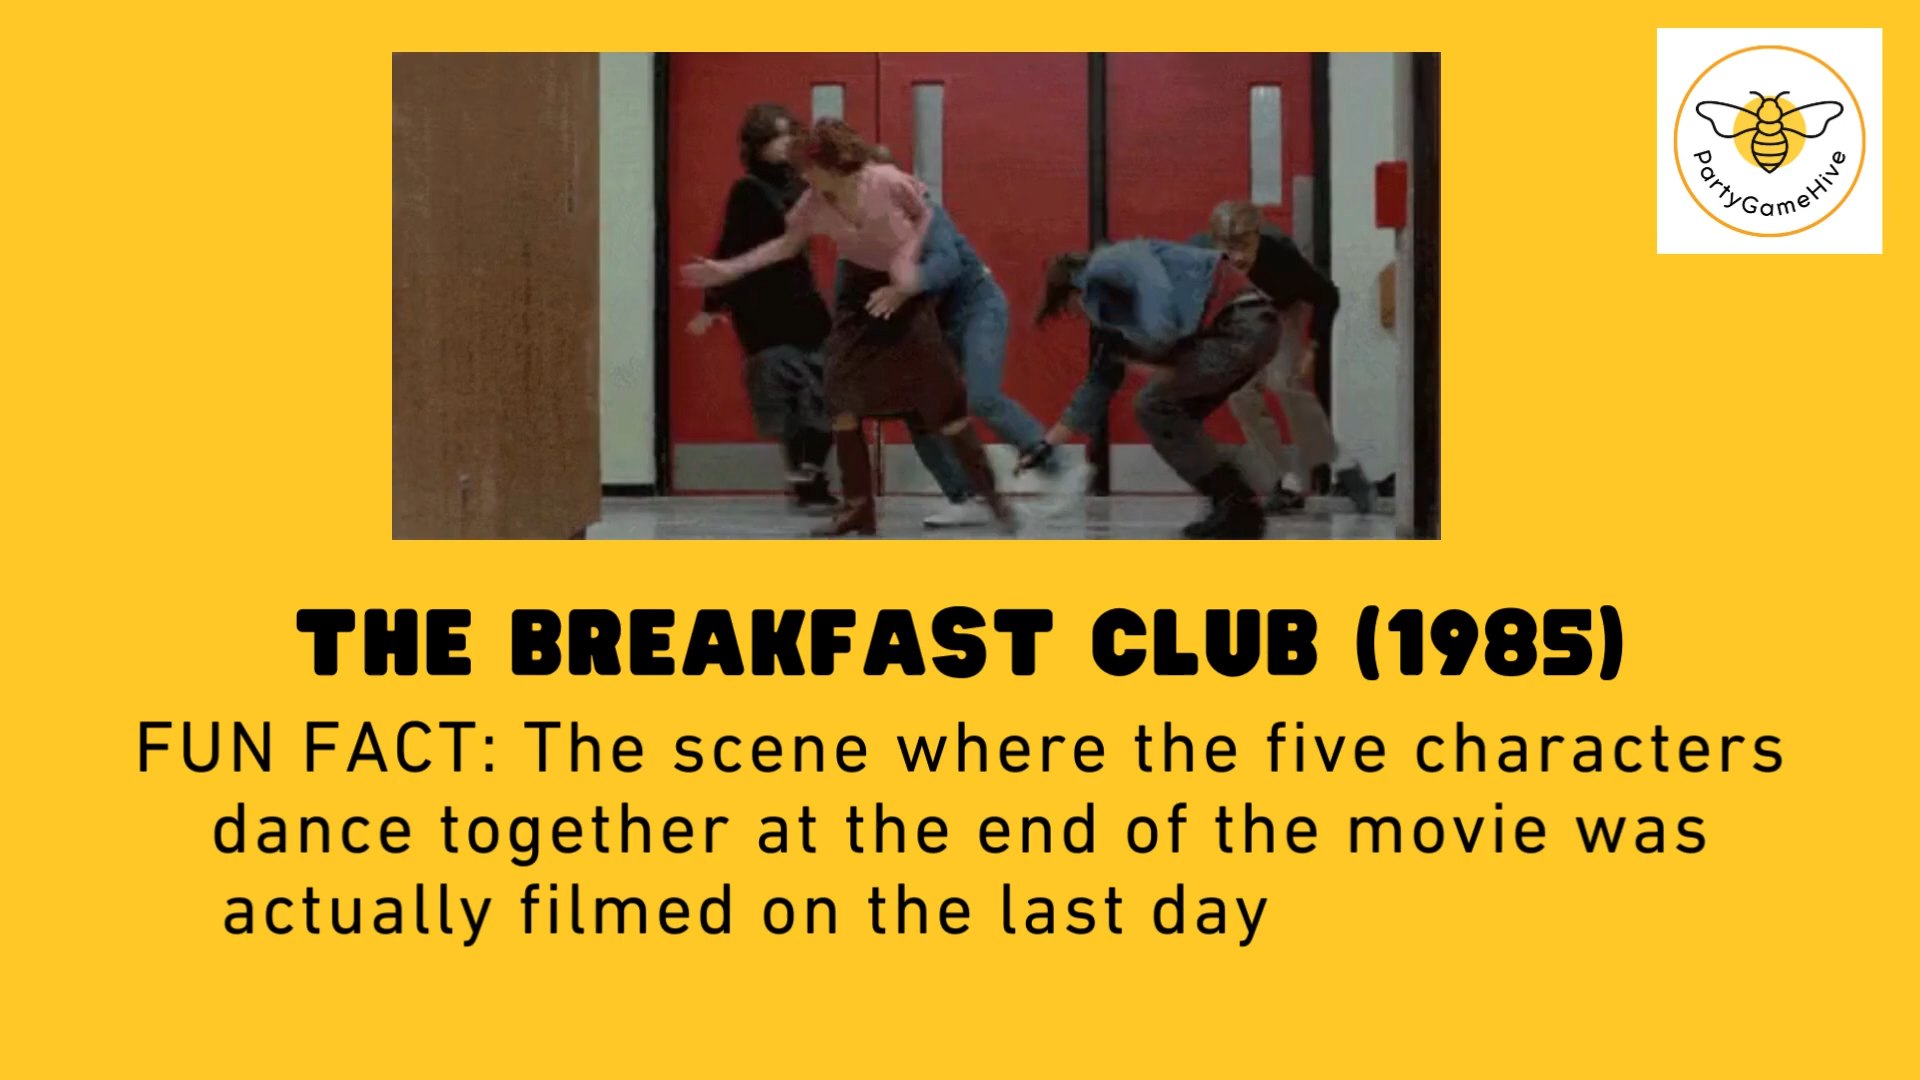 PartyGameHive
THE BREAKFAST CLUB (1985)
FUN FACT: The scene where the five characters
dance together at the end of the movie was
actually filmed on the last day